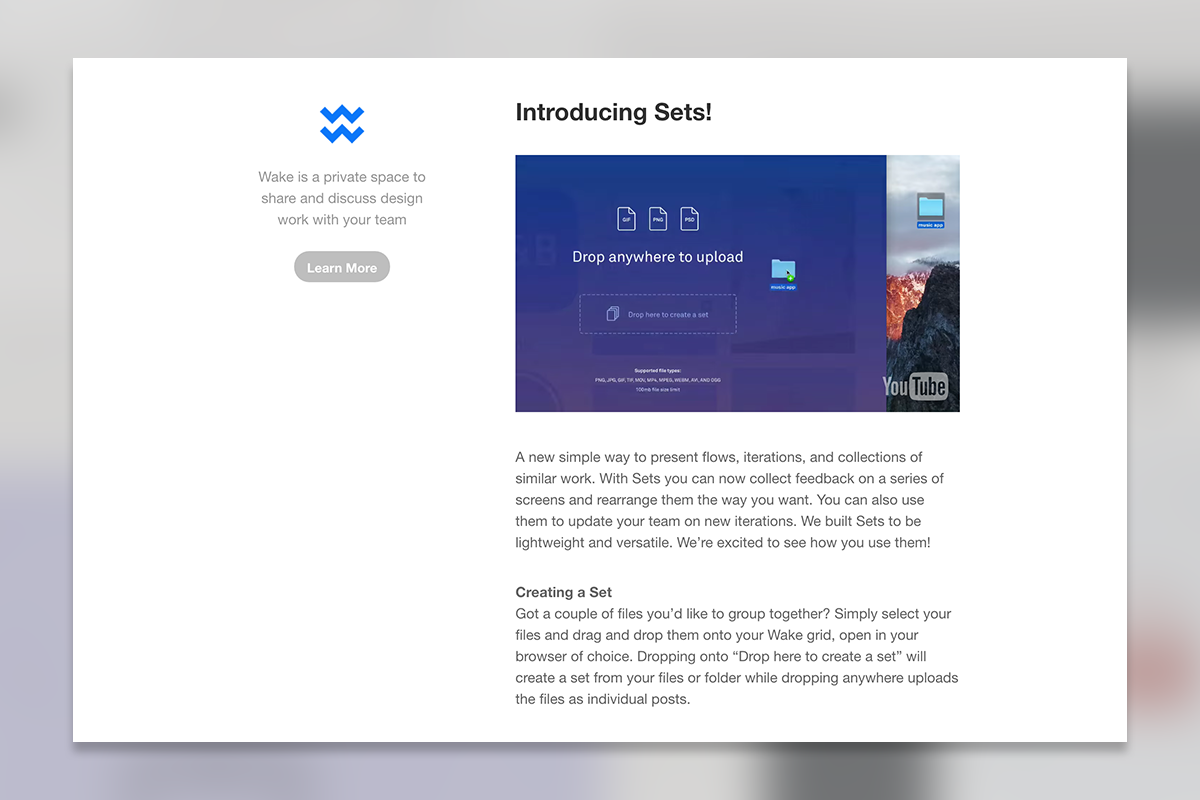 Wake is a private space to
share and discuss design
work with your team
Learn More
Introducing Sets!
GIF PNG PSD
Drop anywhere to upload
music app
music app
Drop here to create a set
Supported file types:
PNG, JPG, GIF, TIF, MOV, MP4, MPEG, WEBM, AVI, AND OGG
100mb file size limit
YouTube
A new simple way to present flows, iterations, and collections of
similar work. With Sets you can now collect feedback on a series of
screens and rearrange them the way you want. You can also use
them to update your team on new iterations. We built Sets to be
lightweight and versatile. We’re excited to see how you use them!
Creating a Set
Got a couple of files you’d like to group together? Simply select your
files and drag and drop them onto your Wake grid, open in your
browser of choice. Dropping onto “Drop here to create a set” will
create a set from your files or folder while dropping anywhere uploads
the files as individual posts.